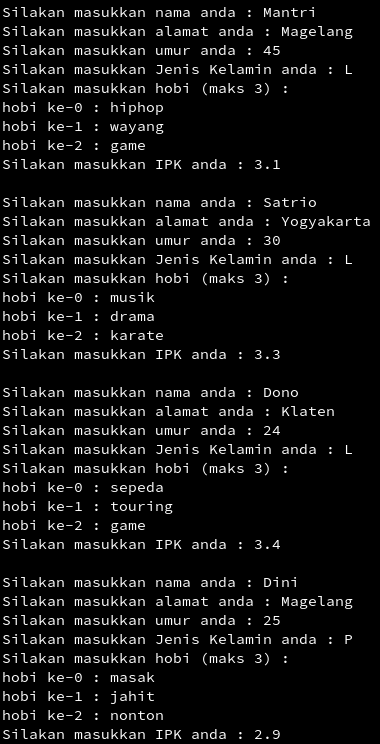 Silakan masukkan nama anda : Mantri
Silakan masukkan alamat anda : Magelang
Silakan masukkan umur anda : 45
Silakan masukkan Jenis Kelamin anda : L
Silakan masukkan hobi (maks 3) :
hobi ke-0 : hiphop
hobi ke-1 : wayang
hobi ke-2 : game
Silakan masukkan IPK anda : 3.1

Silakan masukkan nama anda : Satrio
Silakan masukkan alamat anda : Yogyakarta
Silakan masukkan umur anda : 30
Silakan masukkan Jenis Kelamin anda : L
Silakan masukkan hobi (maks 3) :
hobi ke-0 : musik
hobi ke-1 : drama
hobi ke-2 : karate
Silakan masukkan IPK anda : 3.3

Silakan masukkan nama anda : Dono
Silakan masukkan alamat anda : Klaten
Silakan masukkan umur anda : 24
Silakan masukkan Jenis Kelamin anda : L
Silakan masukkan hobi (maks 3) :
hobi ke-0 : sepeda
hobi ke-1 : touring
hobi ke-2 : game
Silakan masukkan IPK anda : 3.4

Silakan masukkan nama anda : Dini
Silakan masukkan alamat anda : Magelang
Silakan masukkan umur anda : 25
Silakan masukkan Jenis Kelamin anda : P
Silakan masukkan hobi (maks 3) :
hobi ke-0 : masak
hobi ke-1 : jahit
hobi ke-2 : nonton
Silakan masukkan IPK anda : 2.9